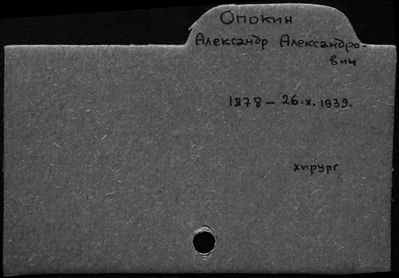 Опокин
Александр Александро-
вич
1878 – 26.X.1939.
хирург